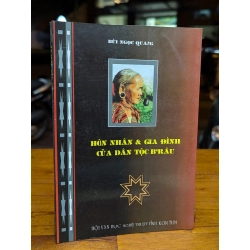 BÙI NGỌC QUANG
HÔN NHÂN & GIA ĐÌNH
CỦA DÂN TỘC B'RÂU
HỘI VĂN HỌC NGHỆ THUẬT TỈNH KON TUM